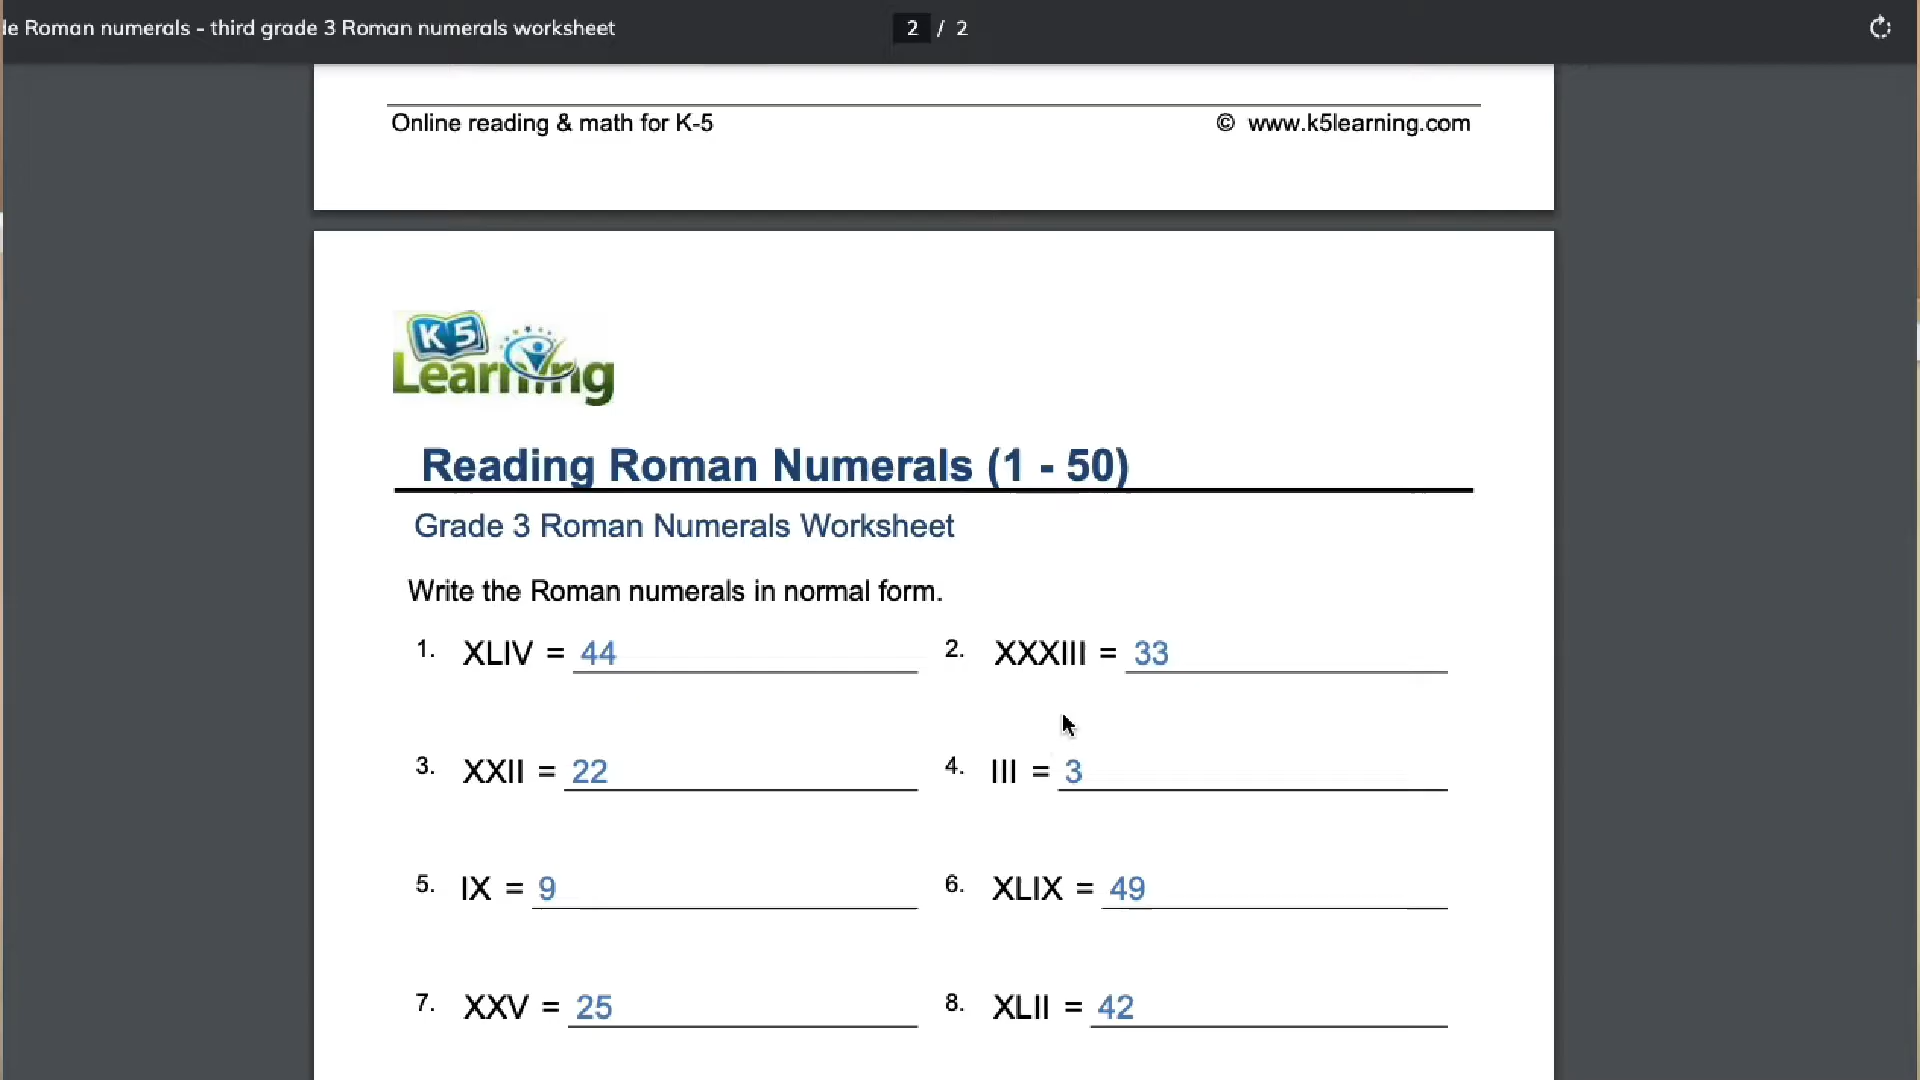 de Roman numerals - third grade 3 Roman numerals worksheet
2 / 2
Online reading & math for K-5 © www.k5learning.com
K5
Learning
Reading Roman Numerals (1 - 50)
Grade 3 Roman Numerals Worksheet
Write the Roman numerals in normal form.
1. XLIV = 44 2. XXXIII = 33
3. XXII = 22 4. III = 3
5. IX = 9 6. XLIX = 49
7. XXV = 25 8. XLII = 42